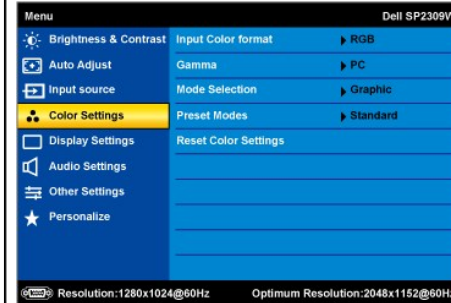 Menu Dell SP2309W
Brightness & Contrast Input Color format RGB
Auto Adjust Gamma PC
Input source Mode Selection Graphic
Color Settings Preset Modes Standard
Display Settings Reset Color Settings
Audio Settings
Other Settings
Personalize
Resolution:1280x1024@60Hz Optimum Resolution:2048x1152@60Hz